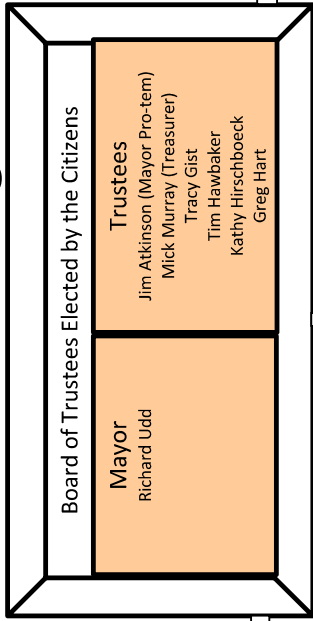 Board of Trustees Elected by the Citizens
Mayor
Richard Udd
Trustees
Jim Atkinson (Mayor Pro-tem)
Mick Murray (Treasurer)
Tracy Gist
Tim Hawbaker
Kathy Hirschboeck
Greg Hart